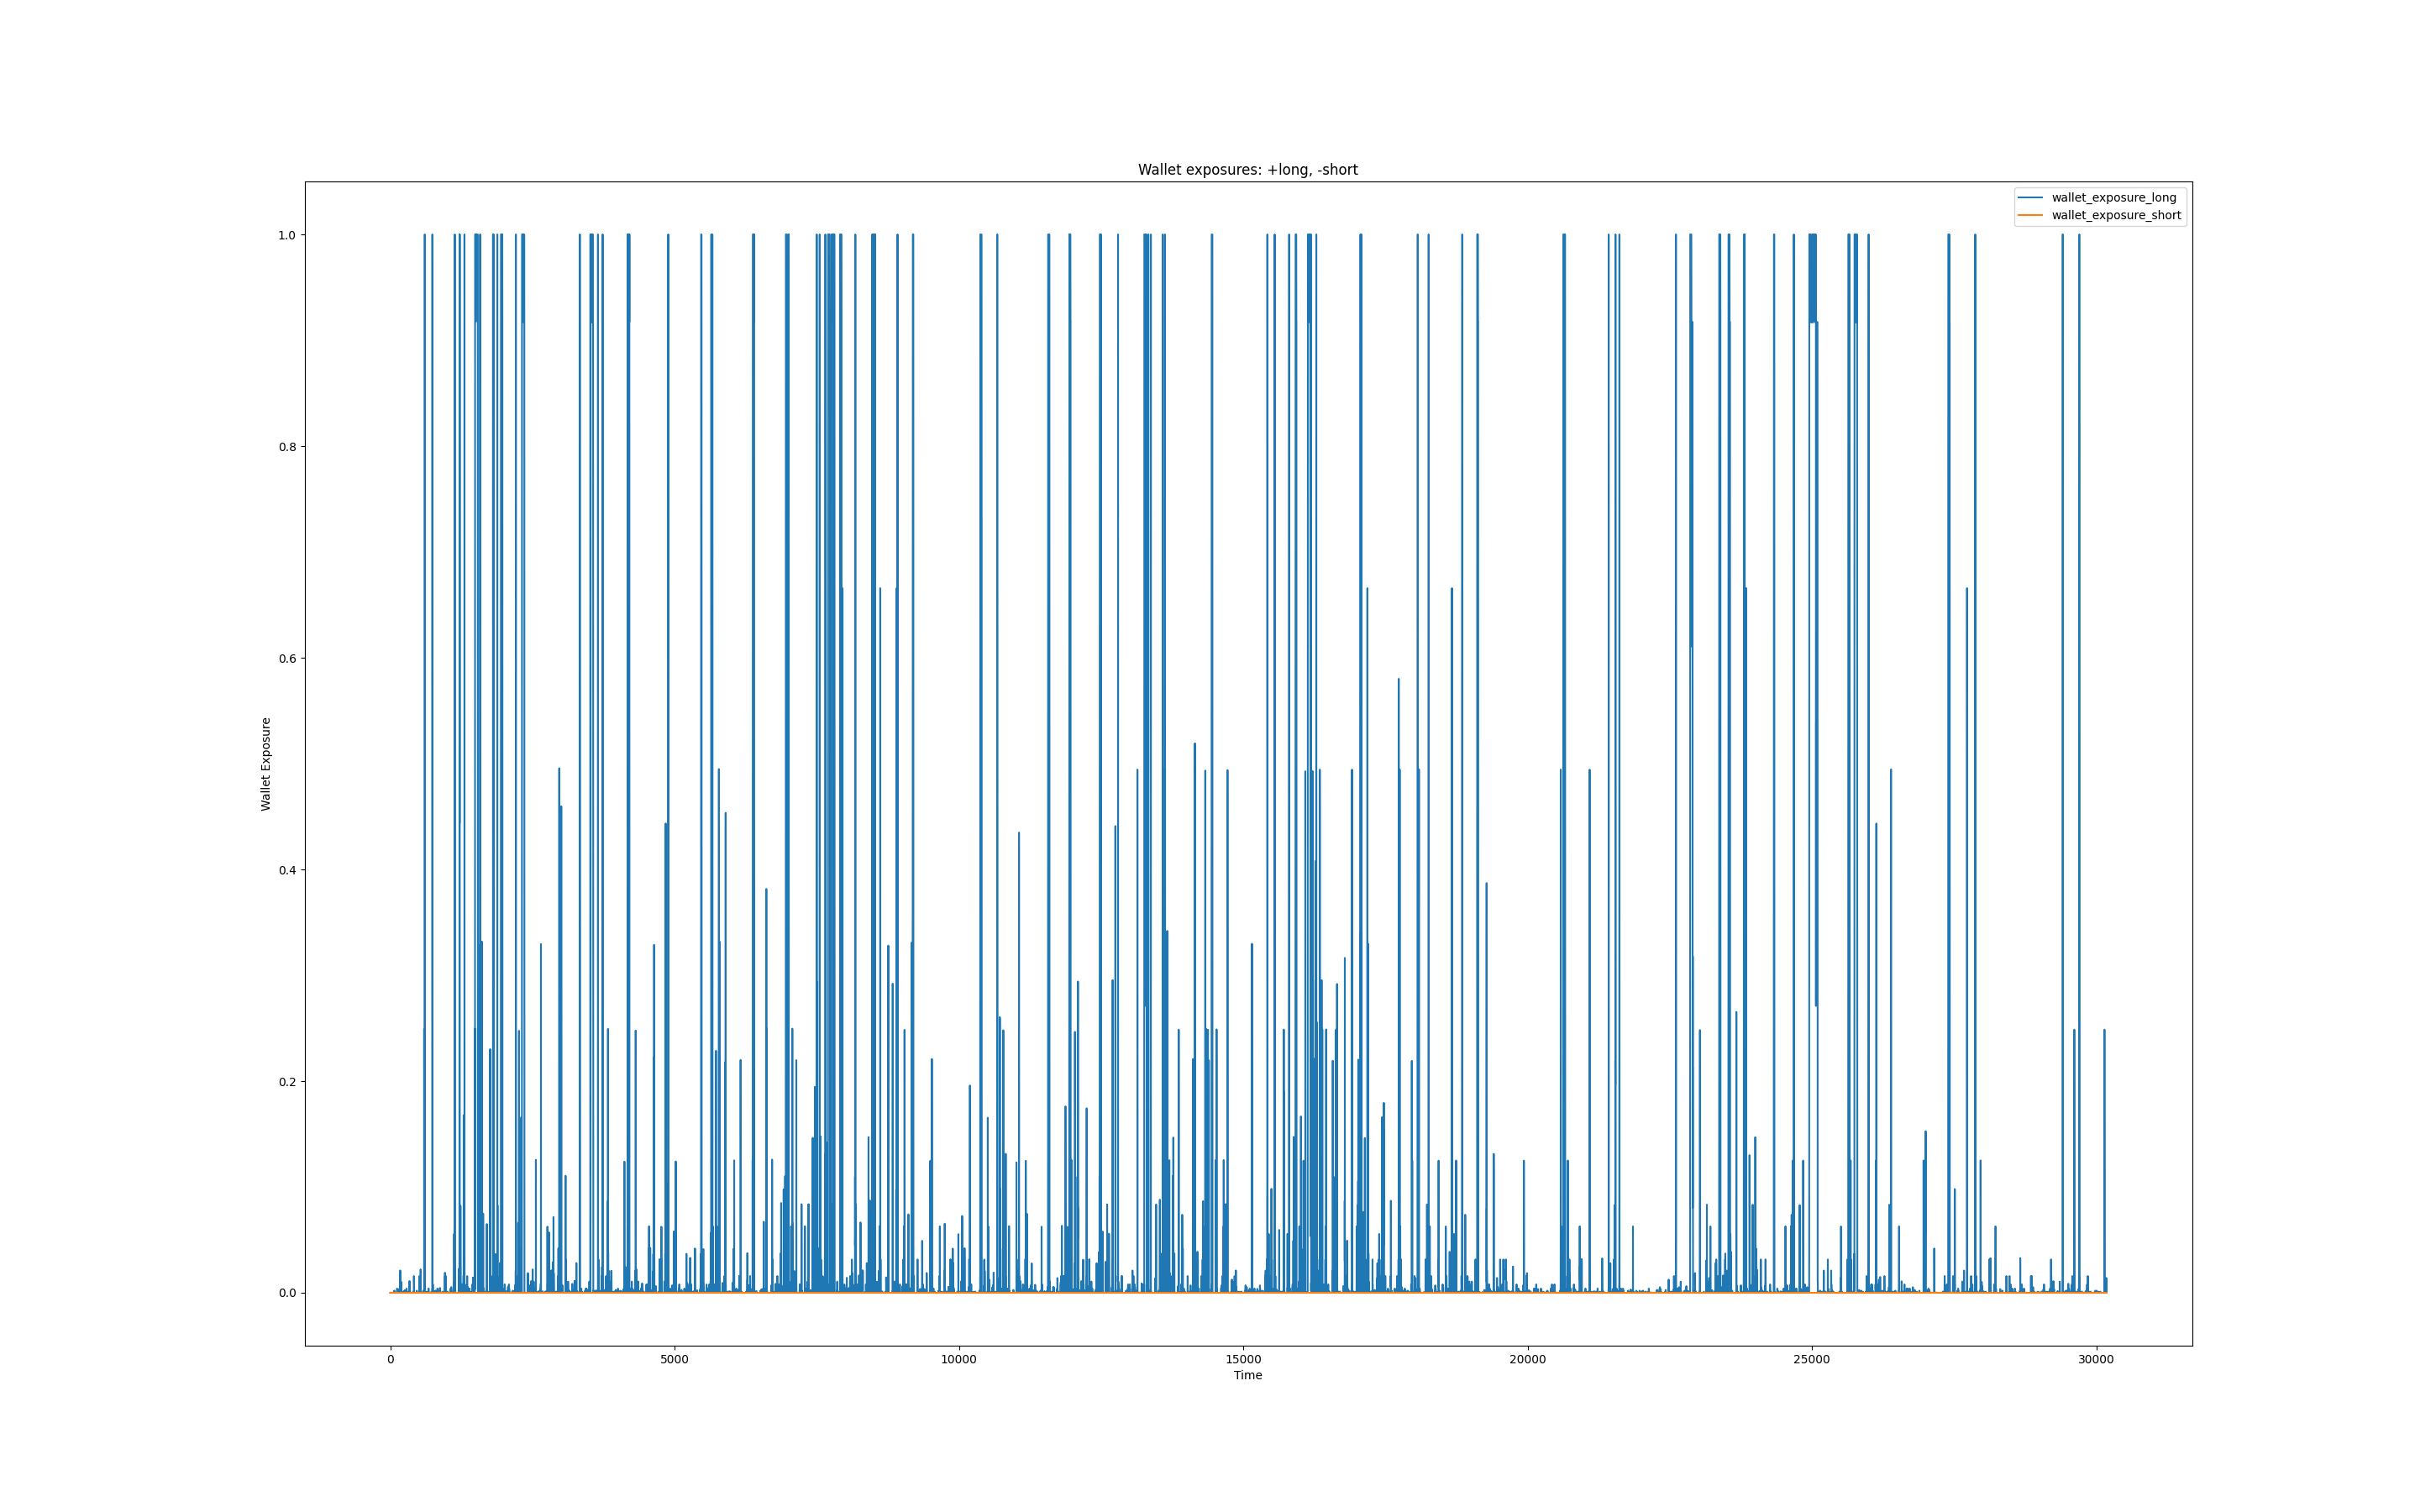 Wallet exposures: +long, -short
wallet_exposure_long
wallet_exposure_short
1.0
0.8
0.6
0.4
0.2
0.0
Wallet Exposure
0 5000 10000 15000 20000 25000 30000
Time